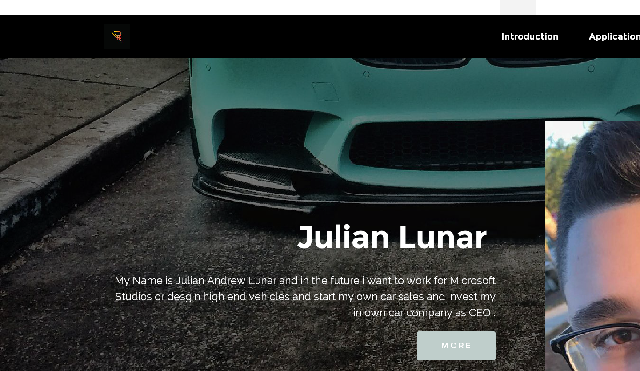 Introduction
Application
Julian Lunar
My Name is Julian Andrew Lunar and in the future i want to work for Microsoft
Studios or design high end vehicles and start my own car sales and invest my
in own car company as CEO .
MORE